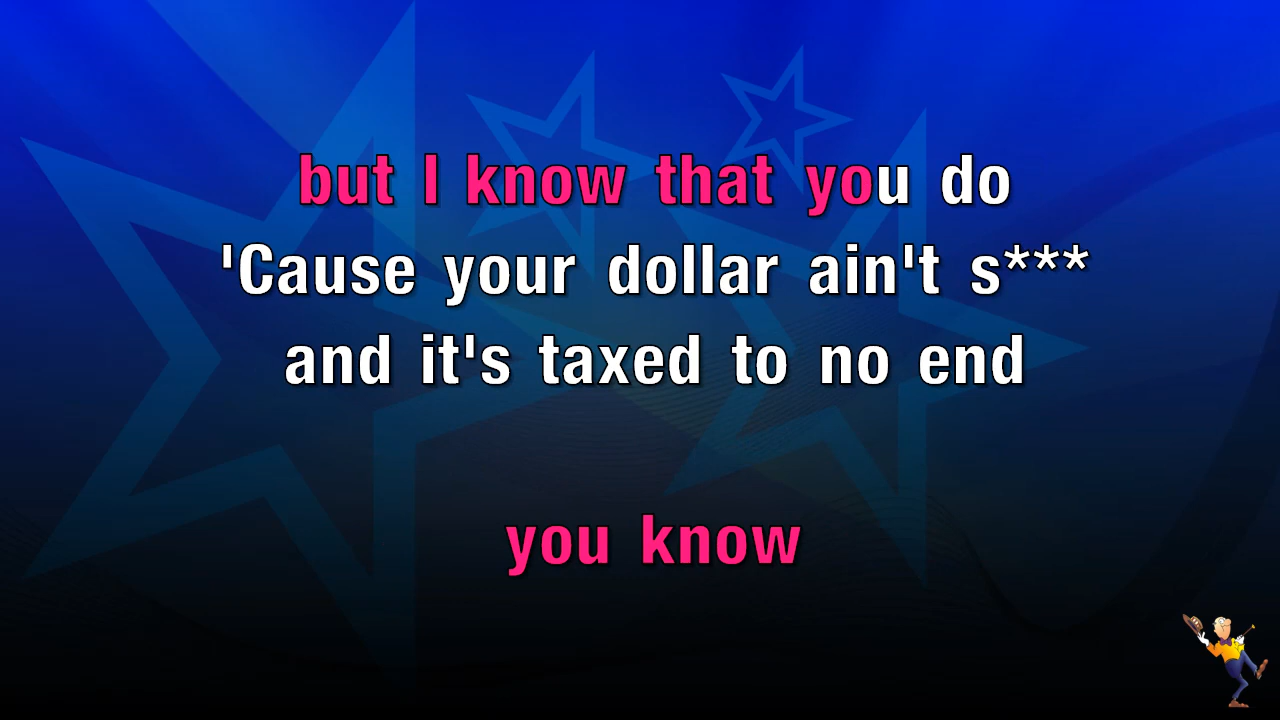 but I know that you do
'Cause your dollar ain't s***
and it's taxed to no end
you know